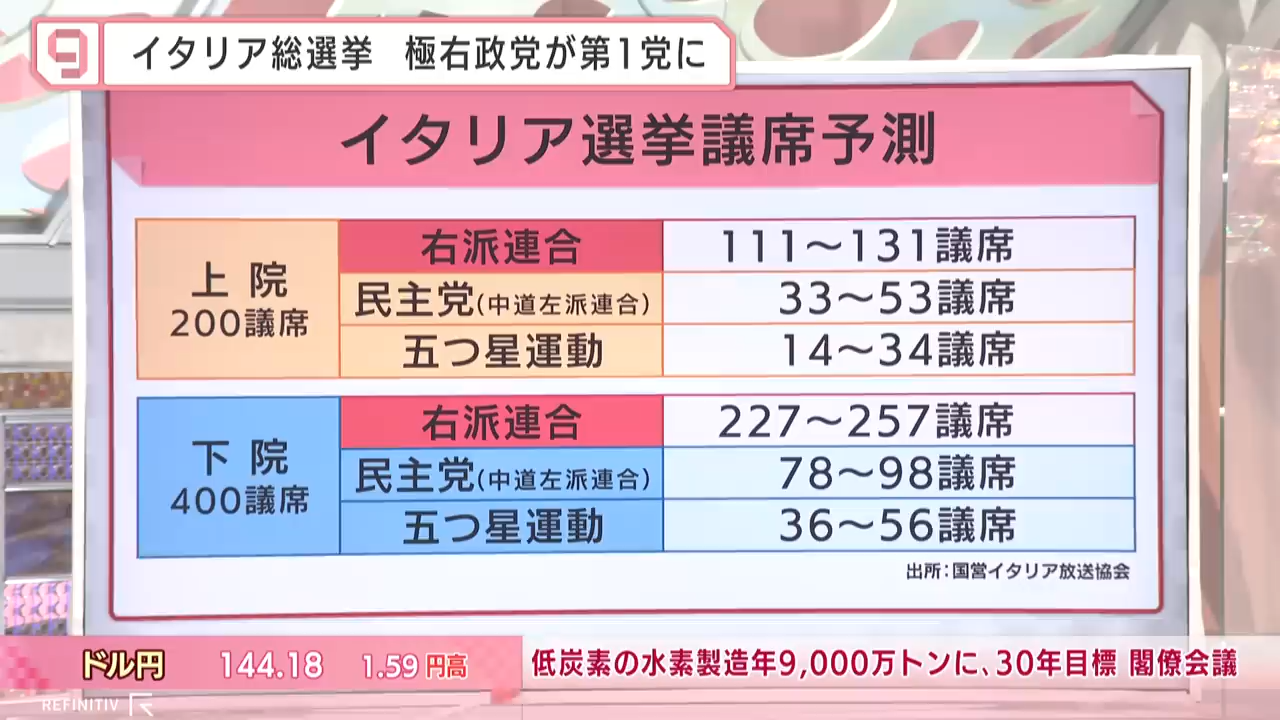 9
イタリア総選挙 極右政党が第1党に
イタリア選挙議席予測
上院
200議席
右派連合
111〜131議席
民主党(中道左派連合)
33〜53議席
五つ星運動
14〜34議席
下院
400議席
右派連合
227〜257議席
民主党(中道左派連合)
78〜98議席
五つ星運動
36〜56議席
出所:国営イタリア放送協会
ドル円 144.18 1.59円高
低炭素の水素製造年9,000万トンに、30年目標 閣僚会議
REFINITIV